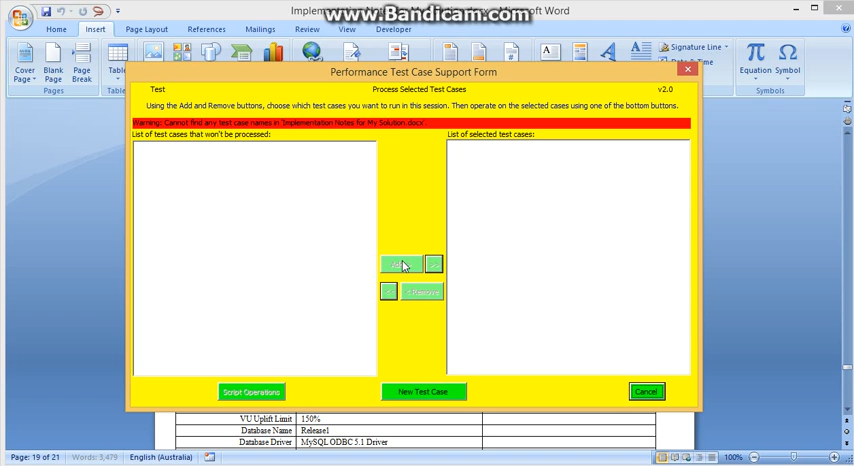 Implementation
Microsoft Word
www.Bandicam.com
Home
Insert
Page Layout
References
Mailings
Review
View
Developer
Cover
Page
Blank
Page
Page
Break
Table
Signature Line
Equation
Symbol
Pages
Tables
Symbols
Performance Test Case Support Form
Test
Process Selected Test Cases
v2.0
Using the Add and Remove buttons, choose which test cases you want to run in this session. Then operate on the selected cases using one of the bottom buttons.
Warning: Cannot find any test case names in 'Implementation Notes for My Solution.docx'.
List of test cases that won't be processed:
List of selected test cases:
< Remove
Script Operations
New Test Case
Cancel
VU Uplift Limit 150%
Database Name Release1
Database Driver MySQL ODBC 5.1 Driver
Page: 19 of 21
Words: 3,479
English (Australia)
100%